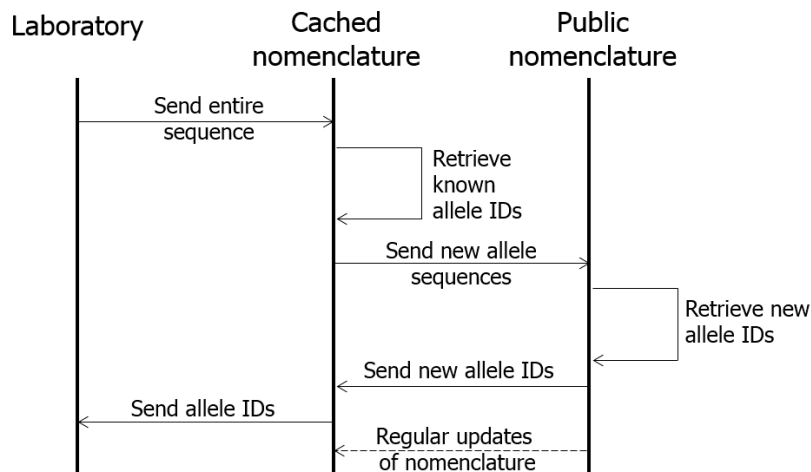 Laboratory
Cached
nomenclature
Public
nomenclature
Send entire
sequence
Retrieve
known
allele IDs
Send new allele
sequences
Retrieve new
allele IDs
Send new allele IDs
Send allele IDs
Regular updates
of nomenclature